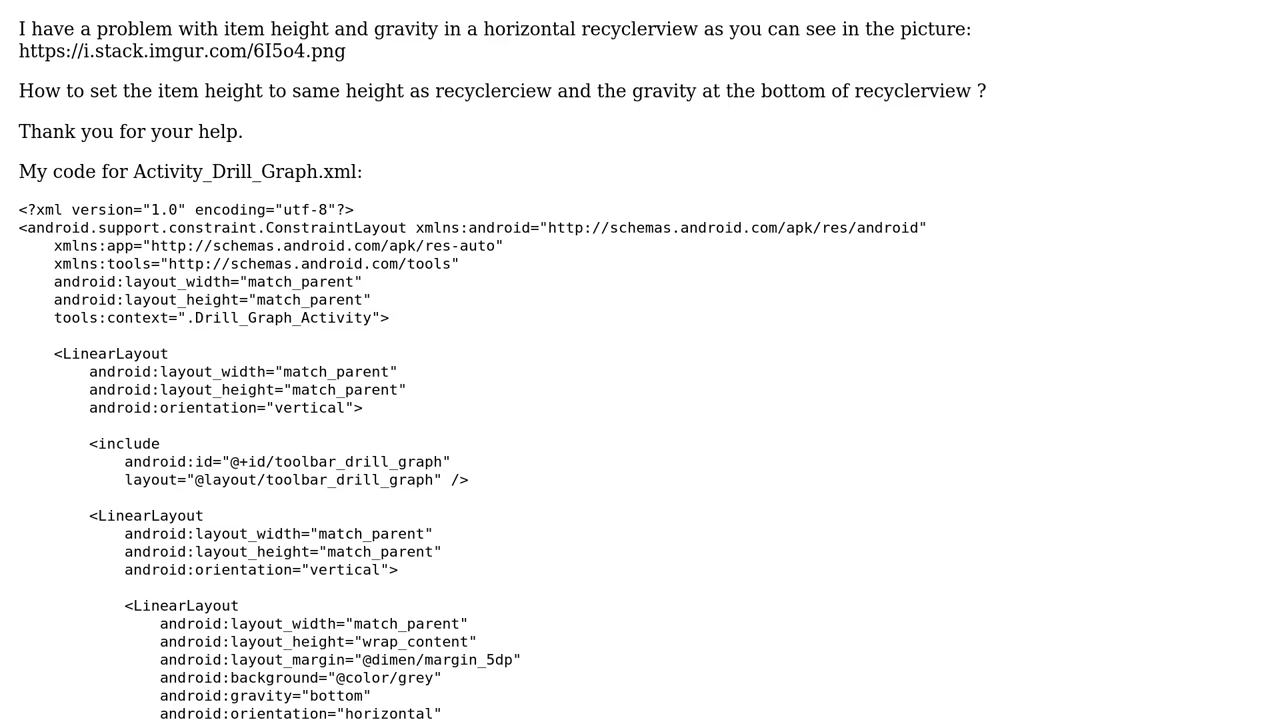 I have a problem with item height and gravity in a horizontal recyclerview as you can see in the picture:
https://i.stack.imgur.com/6I5o4.png
How to set the item height to same height as recyclerciew and the gravity at the bottom of recyclerview ?
Thank you for your help.
My code for Activity_Drill_Graph.xml:
<?xml version="1.0" encoding="utf-8"?>
<android.support.constraint.ConstraintLayout xmlns:android="http://schemas.android.com/apk/res/android"
    xmlns:app="http://schemas.android.com/apk/res-auto"
    xmlns:tools="http://schemas.android.com/tools"
    android:layout_width="match_parent"
    android:layout_height="match_parent"
    tools:context=".Drill_Graph_Activity">
    <LinearLayout
        android:layout_width="match_parent"
        android:layout_height="match_parent"
        android:orientation="vertical">
        <include
            android:id="@+id/toolbar_drill_graph"
            layout="@layout/toolbar_drill_graph" />
        <LinearLayout
            android:layout_width="match_parent"
            android:layout_height="match_parent"
            android:orientation="vertical">
            <LinearLayout
                android:layout_width="match_parent"
                android:layout_height="wrap_content"
                android:layout_margin="@dimen/margin_5dp"
                android:background="@color/grey"
                android:gravity="bottom"
                android:orientation="horizontal"